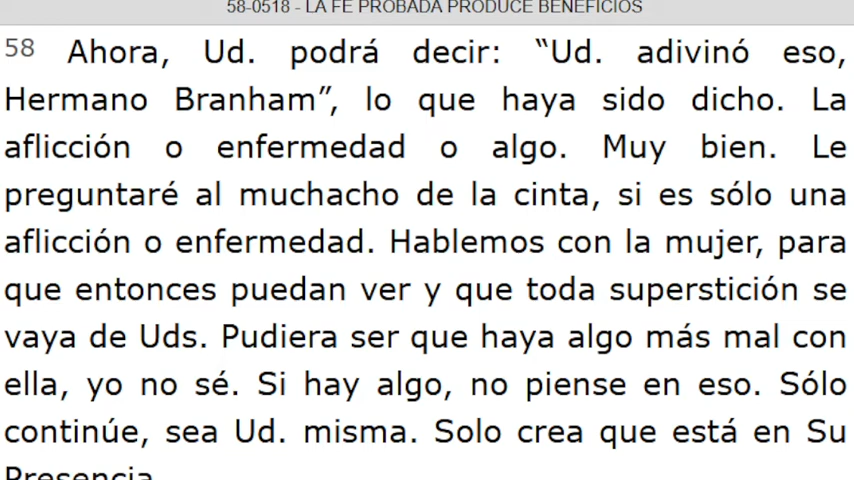 58-0518 - LA FE PROBADA PRODUCE BENEFICIOS
58 Ahora, Ud. podrá decir: “Ud. adivinó eso,
Hermano Branham”, lo que haya sido dicho. La
aflicción o enfermedad o algo. Muy bien. Le
preguntaré al muchacho de la cinta, si es sólo una
aflicción o enfermedad. Hablemos con la mujer, para
que entonces puedan ver y que toda superstición se
vaya de Uds. Pudiera ser que haya algo más mal con
ella, yo no sé. Si hay algo, no piense en eso. Sólo
continúe, sea Ud. misma. Solo crea que está en Su
Presencia